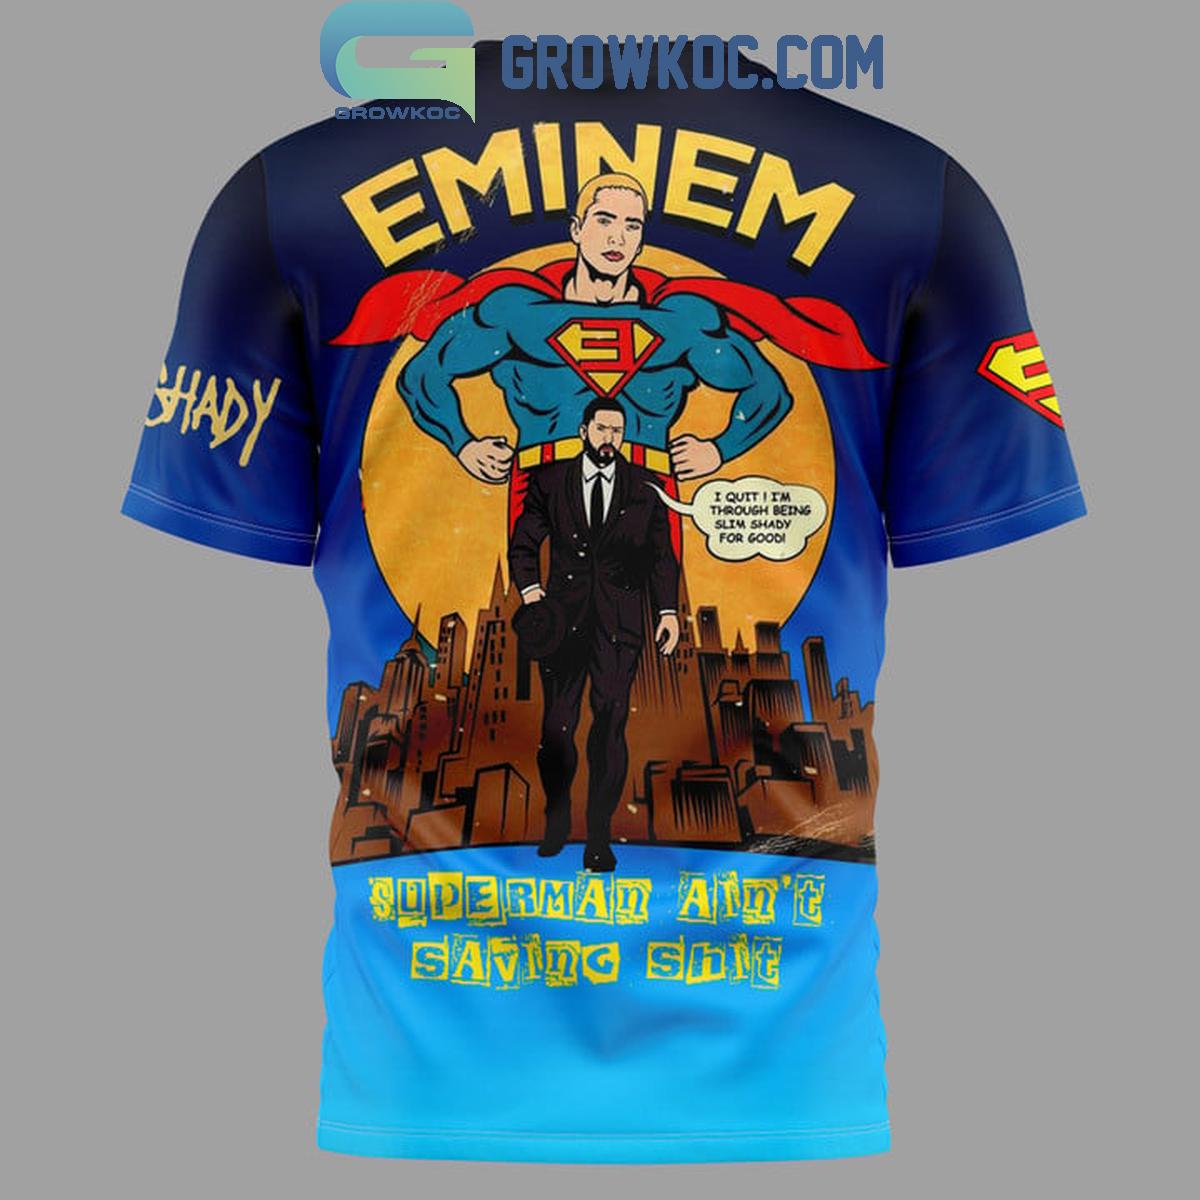 GROWKOC.COM
GROWKOC
EMINEM
SHADY
I QUIT ! I'M
THROUGH BEING
SLIM SHADY
FOR GOOD!
SUPERMAN AIN'T
SAVING SHIT